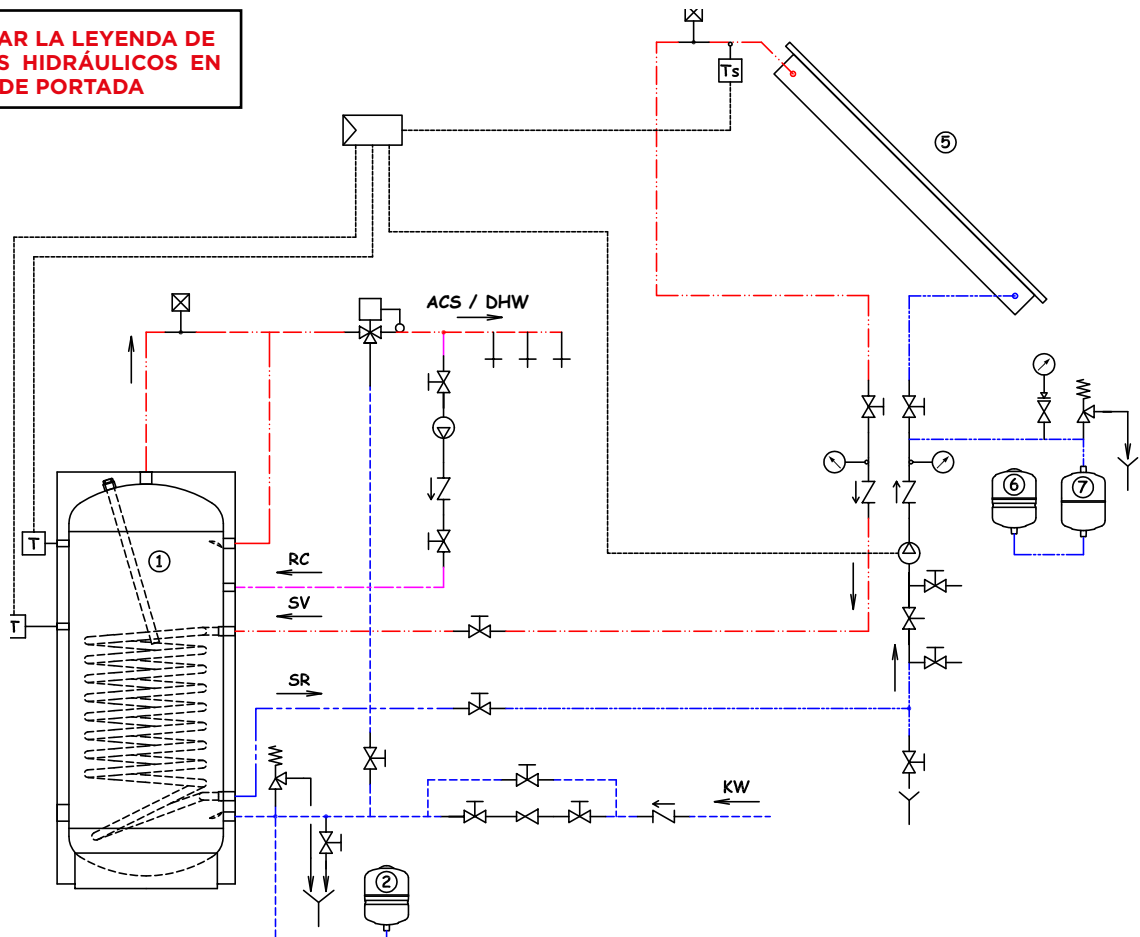 AR LA LEYENDA DE
S HIDRÁULICOS EN
DE PORTADA
Ts
5
ACS / DHW
6
7
T
1
RC
SV
T
SR
KW
2